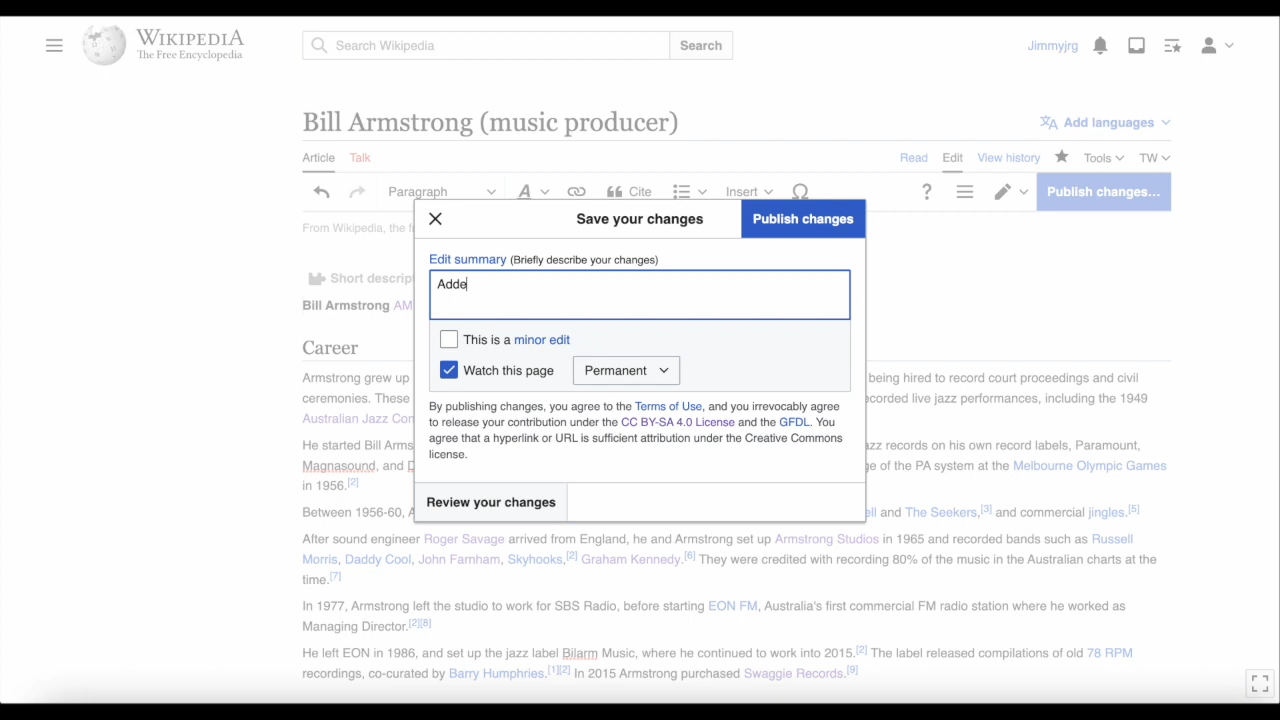 WIKIPEDIA
The Free Encyclopedia
Search Wikipedia
Search
Jimmyjrg
Bill Armstrong (music producer)
Add languages
Article Talk
Read Edit View history Tools TW
Paragraph A Cite Insert Ω ? Publish changes...
From Wikipedia, the f
Save your changes
Publish changes
Edit summary (Briefly describe your changes)
Adde
This is a minor edit
Watch this page Permanent
By publishing changes, you agree to the Terms of Use, and you irrevocably agree
to release your contribution under the CC BY-SA 4.0 License and the GFDL. You
agree that a hyperlink or URL is sufficient attribution under the Creative Commons
license.
Review your changes
Short descrip
Bill Armstrong AM
Career
Armstrong grew up being hired to record court proceedings and civil
ceremonies. These ecorded live jazz performances, including the 1949
Australian Jazz Con
He started Bill Arms azz records on his own record labels, Paramount,
Magnasound, and D ge of the PA system at the Melbourne Olympic Games
in 1956.[2]
Between 1956-60, A ell and The Seekers,[3] and commercial jingles.[5]
After sound engineer Roger Savage arrived from England, he and Armstrong set up Armstrong Studios in 1965 and recorded bands such as Russell
Morris, Daddy Cool, John Farnham, Skyhooks,[2] Graham Kennedy.[6] They were credited with recording 80% of the music in the Australian charts at the
time.[7]
In 1977, Armstrong left the studio to work for SBS Radio, before starting EON FM, Australia's first commercial FM radio station where he worked as
Managing Director.[2][8]
He left EON in 1986, and set up the jazz label Bilarm Music, where he continued to work into 2015.[2] The label released compilations of old 78 RPM
recordings, co-curated by Barry Humphries.[1][2] In 2015 Armstrong purchased Swaggie Records.[9]